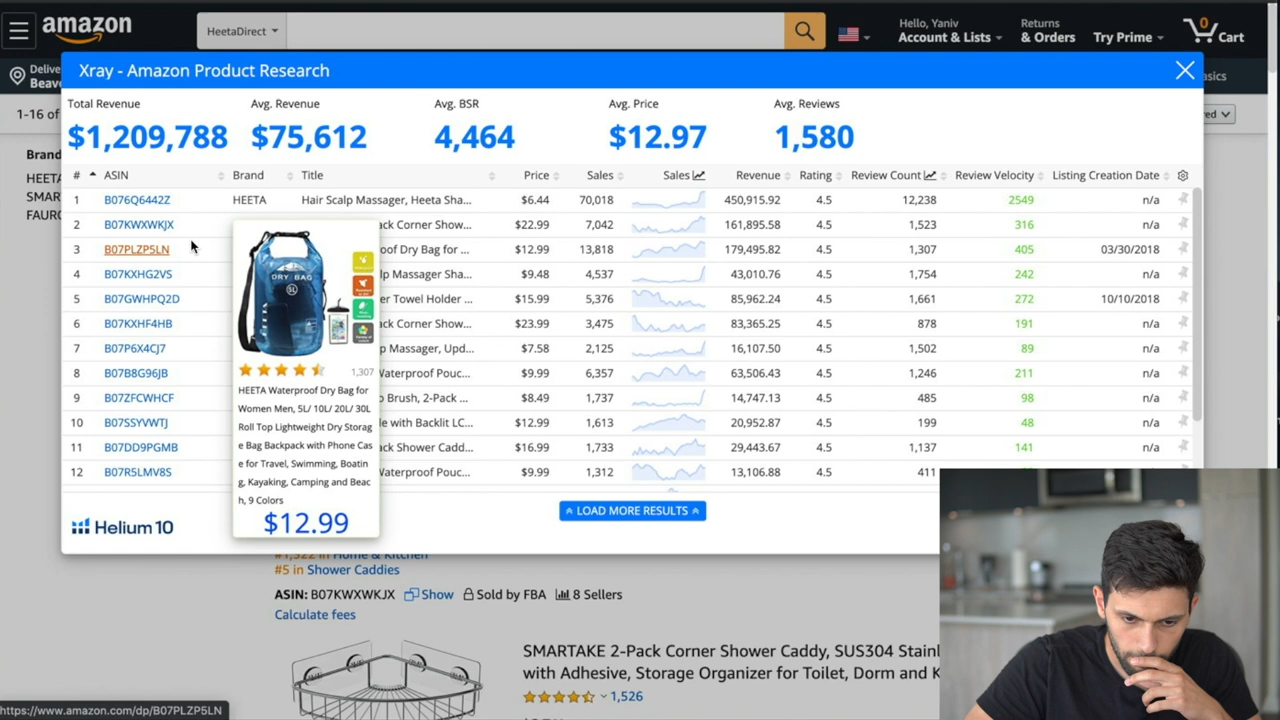 amazon
HeetaDirect
Hello, Yaniv
Account & Lists
Returns
& Orders
Try Prime
0
Cart
Delive
Beave
asics
1-16 of
red
Brand
HEETA
SMAR
FAURO
Xray - Amazon Product Research
Total Revenue Avg. Revenue Avg. BSR Avg. Price Avg. Reviews
$1,209,788 $75,612 4,464 $12.97 1,580
# ASIN Brand Title Price Sales Sales Revenue Rating Review Count Review Velocity Listing Creation Date
1 B076Q6442Z HEETA Hair Scalp Massager, Heeta Sha... $6.44 70,018 450,915.92 4.5 12,238 2549 n/a
2 B07KWXWKJX ack Corner Show... $22.99 7,042 161,895.58 4.5 1,523 316 n/a
3 B07PLZP5LN oof Dry Bag for ... $12.99 13,818 179,495.82 4.5 1,307 405 03/30/2018
4 B07KXHG2VS lp Massager Sha... $9.48 4,537 43,010.76 4.5 1,754 242 n/a
5 B07GWHPQ2D er Towel Holder ... $15.99 5,376 85,962.24 4.5 1,661 272 10/10/2018
6 B07KXHF4HB ack Corner Show... $23.99 3,475 83,365.25 4.5 878 191 n/a
7 B07P6X4CJ7 p Massager, Upd... $7.58 2,125 16,107.50 4.5 1,502 89 n/a
8 B07B8G96JB Waterproof Pouc... $9.99 6,357 63,506.43 4.5 1,246 211 n/a
9 B07ZFCWHCF o Brush, 2-Pack ... $8.49 1,737 14,747.13 4.5 485 98 n/a
10 B07SSYVWTJ le with Backlit LC... $12.99 1,613 20,952.87 4.5 199 48 n/a
11 B07DD9PGMB ack Shower Cadd... $16.99 1,733 29,443.67 4.5 1,137 141 n/a
12 B07R5LMV8S Waterproof Pouc... $9.99 1,312 13,106.88 4.5 411
DRY BAG
5L
1,307
HEETA Waterproof Dry Bag for
Women Men, 5L/ 10L/ 20L/ 30L
Roll Top Lightweight Dry Storag
e Bag Backpack with Phone Cas
e for Travel, Swimming, Boatin
g, Kayaking, Camping and Beac
h, 9 Colors
$12.99
LOAD MORE RESULTS
Helium 10
#1,522 in Home & Kitchen
#5 in Shower Caddies
ASIN: B07KWXWKJX Show Sold by FBA 8 Sellers
Calculate fees
SMARTAKE 2-Pack Corner Shower Caddy, SUS304 Stainl
with Adhesive, Storage Organizer for Toilet, Dorm and K
1,526
https://www.amazon.com/dp/B07PLZP5LN